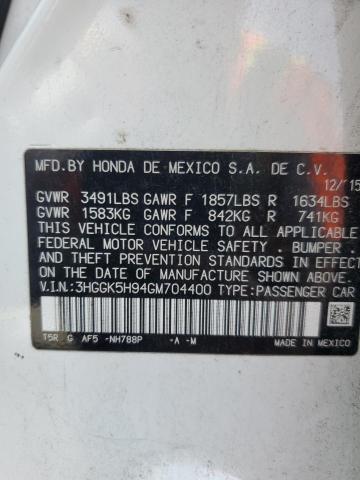 MFD.BY HONDA DE MEXICO S.A. DE C.V.
12/15
GVWR 3491LBS GAWR F 1857LBS R 1634LBS
GVWR 1583KG GAWR F 842KG R 741KG
THIS VEHICLE CONFORMS TO ALL APPLICABLE
FEDERAL MOTOR VEHICLE SAFETY, BUMPER,
AND THEFT PREVENTION STANDARDS IN EFFECT
ON THE DATE OF MANUFACTURE SHOWN ABOVE.
V.I.N.:3HGGK5H94GM704400 TYPE:PASSENGER CAR
T5R G AF5 -NH788P -A -M
MADE IN MEXICO